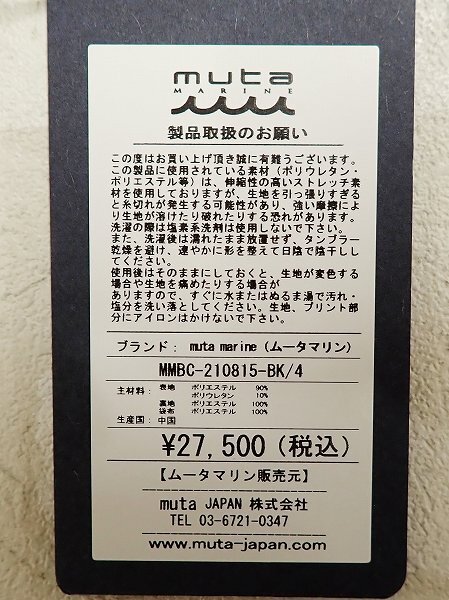 muta
MARINE
製品取扱のお願い
この度はお買い上げ頂き誠に有難うございます。
この製品に使用されている素材（ポリウレタン・
ポリエステル等）は、伸縮性の高いストレッチ素
材を使用しておりますが、生地を引っ張りすぎる
と糸切れが発生する可能性があり、強い摩擦によ
り生地が溶けたり破れたりする恐れがあります。
洗濯の際は塩素系洗剤は使用しないで下さい。
また、洗濯後は濡れたまま放置せず、タンブラー
乾燥を避け、速やかに形を整えて日陰で陰干しし
てください。
使用後はそのままにしておくと、生地が変色する
場合や生地を痛めたりする場合が
ありますので、すぐに水またはぬるま湯で汚れ・
塩分を洗い落としてください。生地、プリント部
分にアイロンはかけないで下さい。
ブランド： muta marine（ムータマリン）
MMBC-210815-BK/4
主材料： 表地 ポリエステル 90%
ポリウレタン 10%
裏地 ポリエステル 100%
袋布 ポリエステル 100%
生産国： 中国
¥27,500（税込）
【ムータマリン販売元】
muta JAPAN 株式会社
TEL 03-6721-0347
www.muta-japan.com